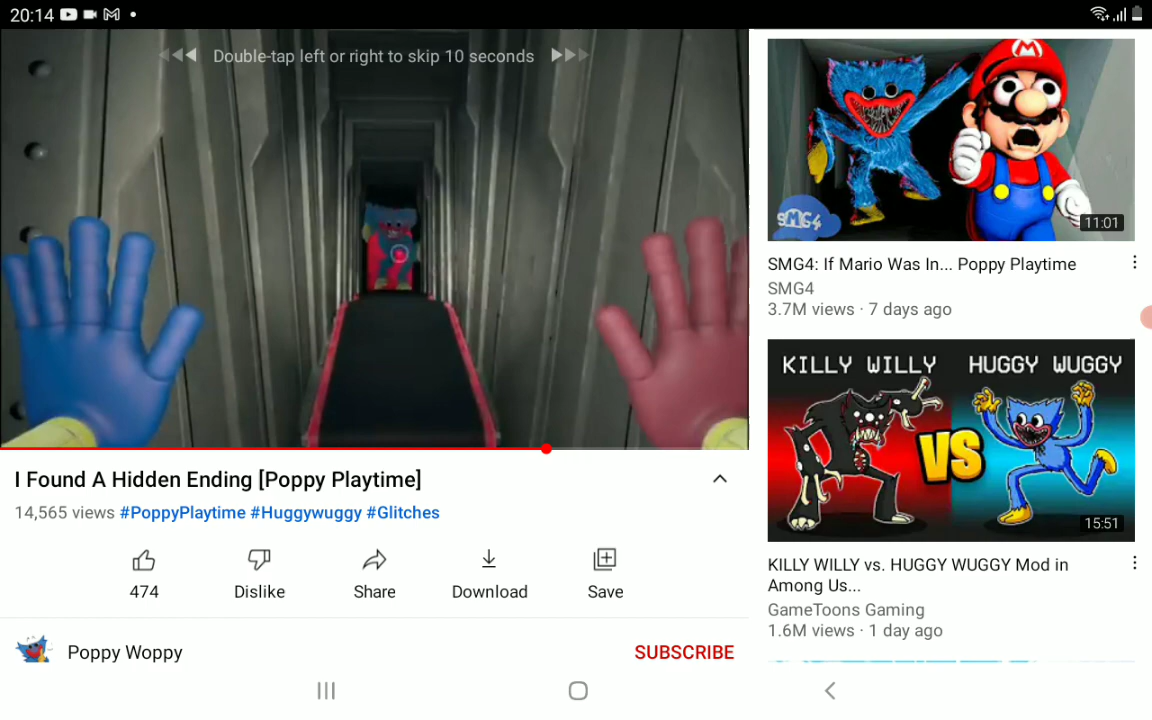 20:14
Double-tap left or right to skip 10 seconds
I Found A Hidden Ending [Poppy Playtime]
14,565 views #PoppyPlaytime #Huggywuggy #Glitches
474
Dislike
Share
Download
Save
Poppy Woppy
SUBSCRIBE
M
SMG4
11:01
SMG4: If Mario Was In... Poppy Playtime
SMG4
3.7M views · 7 days ago
KILLY WILLY
HUGGY WUGGY
VS
15:51
KILLY WILLY vs. HUGGY WUGGY Mod in
Among Us...
GameToons Gaming
1.6M views · 1 day ago